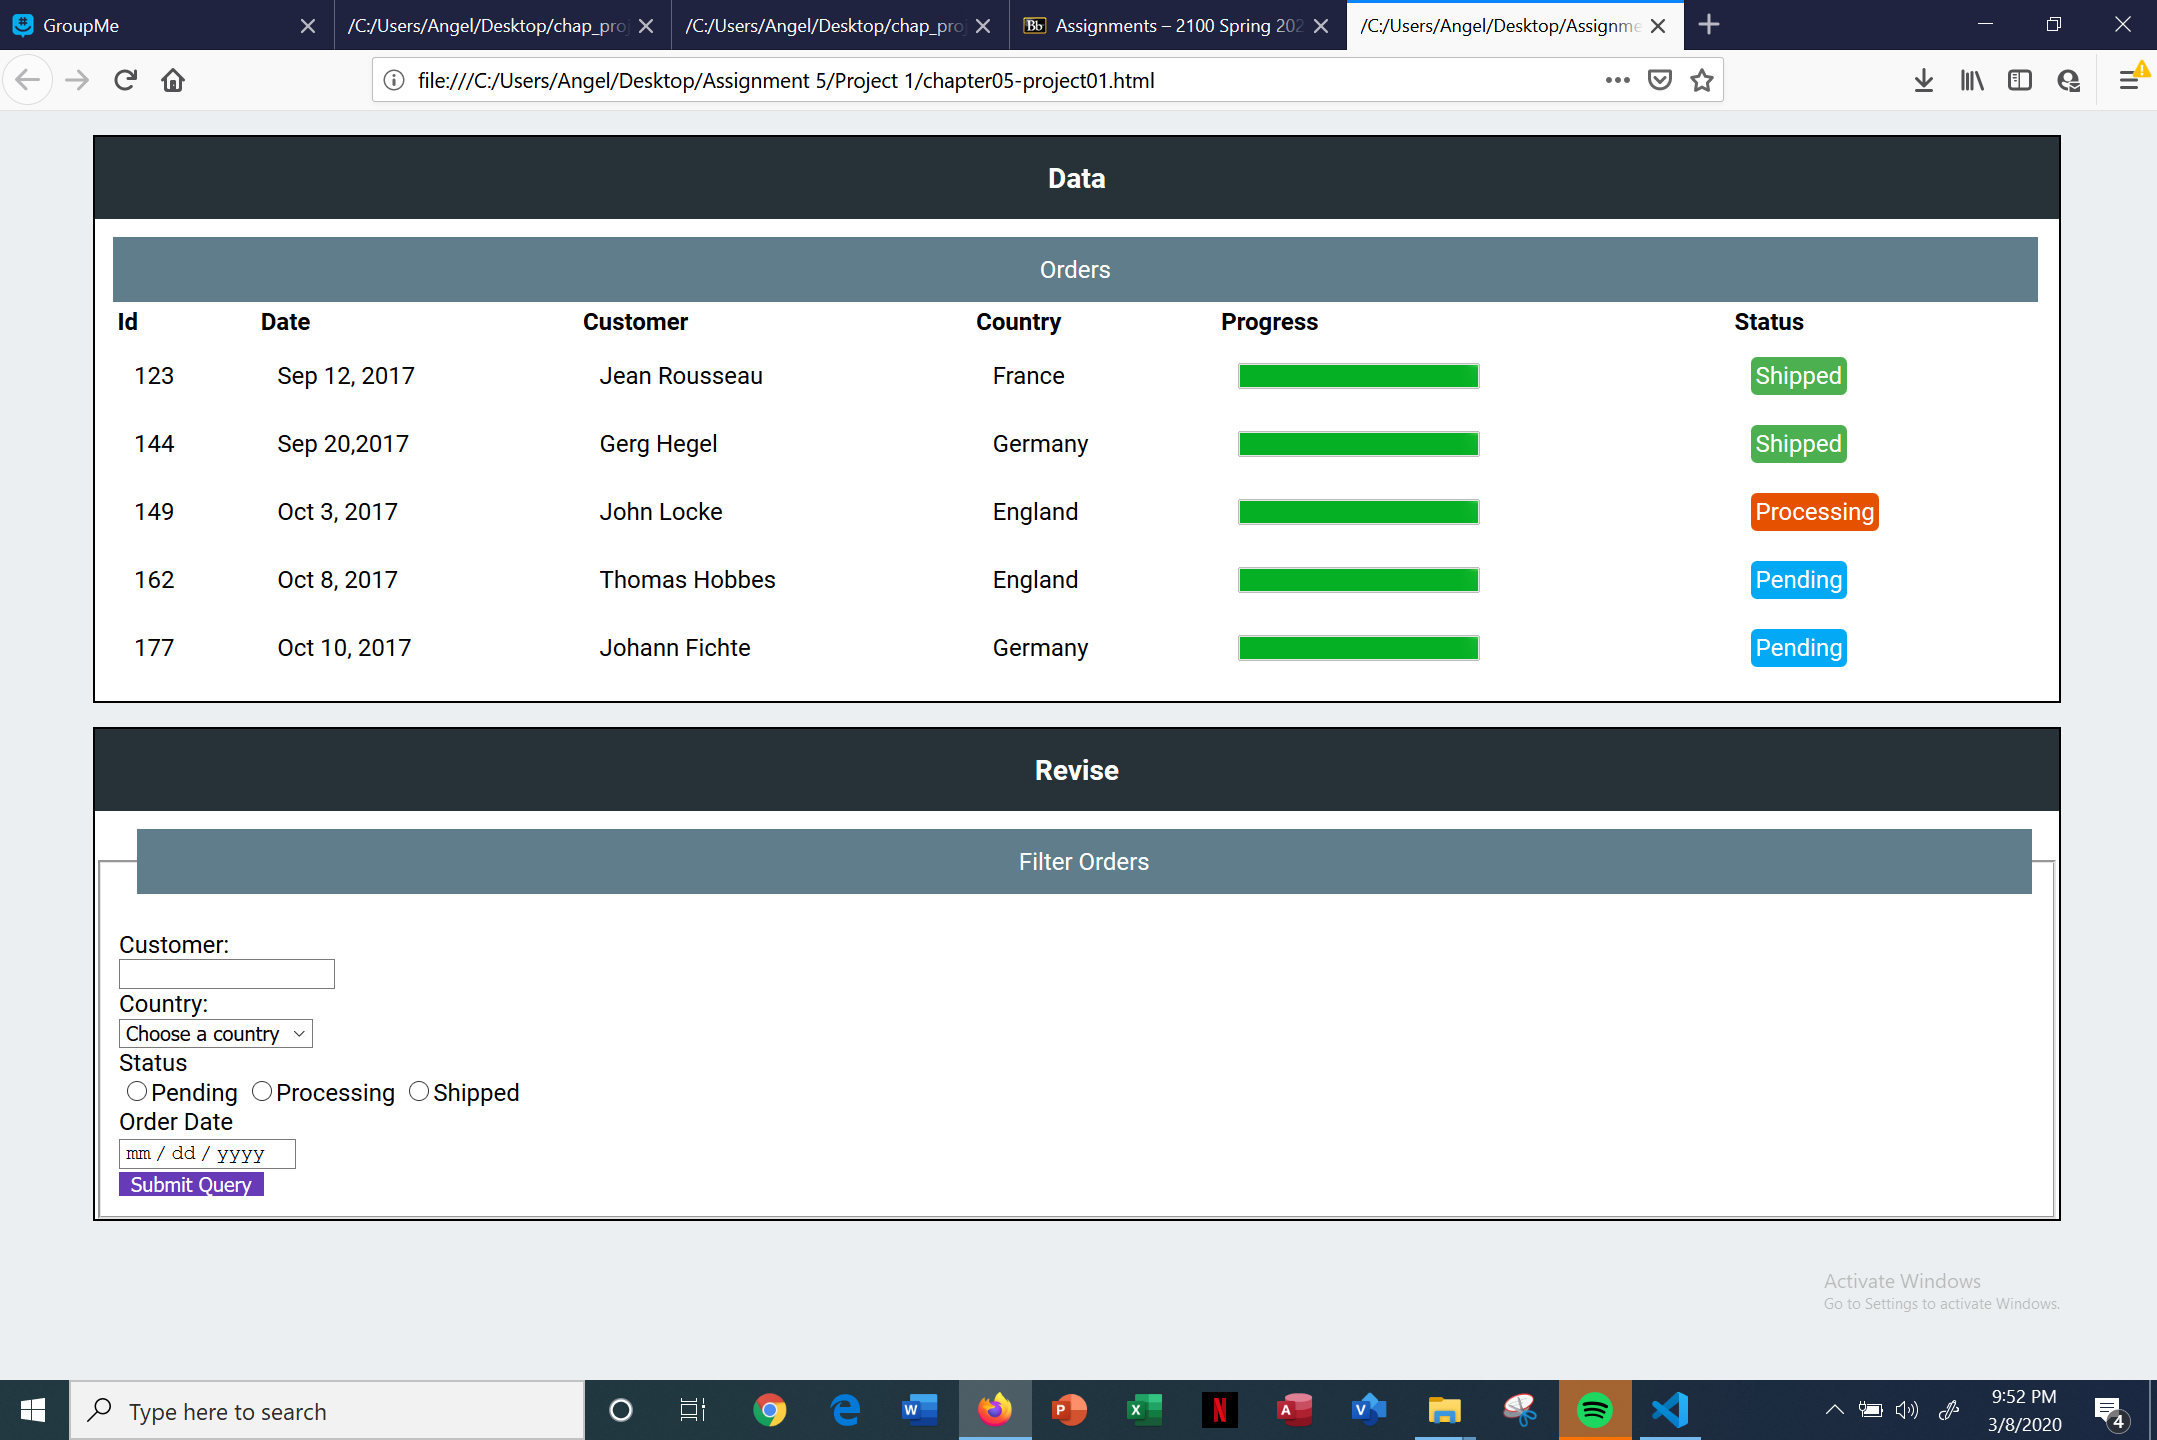 GroupMe
/C:/Users/Angel/Desktop/chap_proj
/C:/Users/Angel/Desktop/chap_proj
Bb Assignments – 2100 Spring 202
/C:/Users/Angel/Desktop/Assignme
file:///C:/Users/Angel/Desktop/Assignment 5/Project 1/chapter05-project01.html
Data
Orders
Id Date Customer Country Progress Status
123 Sep 12, 2017 Jean Rousseau France Shipped
144 Sep 20,2017 Gerg Hegel Germany Shipped
149 Oct 3, 2017 John Locke England Processing
162 Oct 8, 2017 Thomas Hobbes England Pending
177 Oct 10, 2017 Johann Fichte Germany Pending
Revise
Filter Orders
Customer:
Country:
Choose a country
Status
Pending Processing Shipped
Order Date
mm / dd / yyyy
Submit Query
Activate Windows
Go to Settings to activate Windows.
Type here to search
W
P
X
N
A
V
9:52 PM
3/8/2020
4